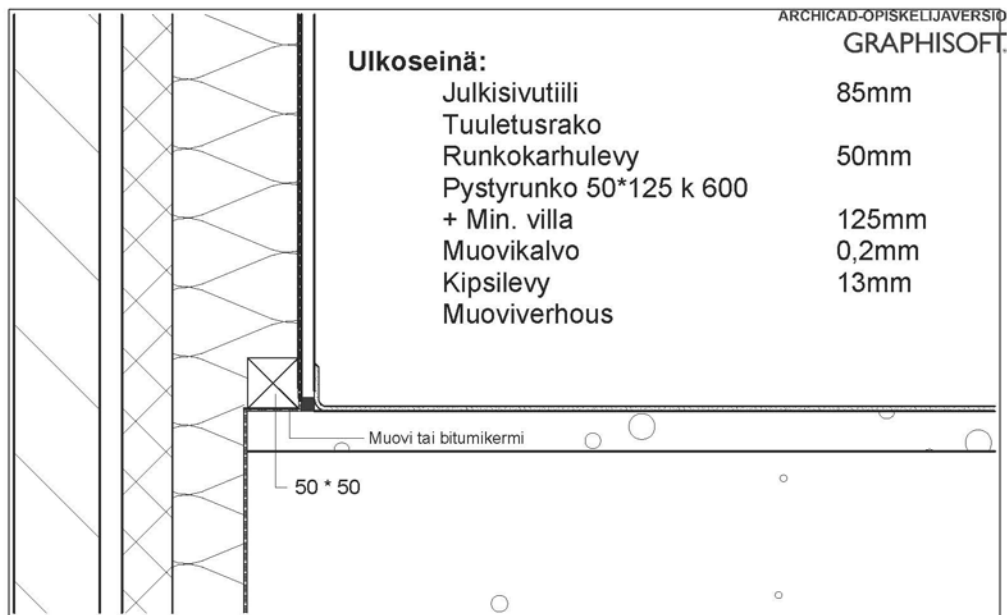 ARCHICAD-OPISKELIJAVERSIO
GRAPHISOFT.
Ulkoseinä:
Julkisivutiili 85mm
Tuuletusrako
Runkokarhulevy 50mm
Pystyrunko 50*125 k 600
+ Min. villa 125mm
Muovikalvo 0,2mm
Kipsilevy 13mm
Muoviverhous
Muovi tai bitumikermi
50 * 50